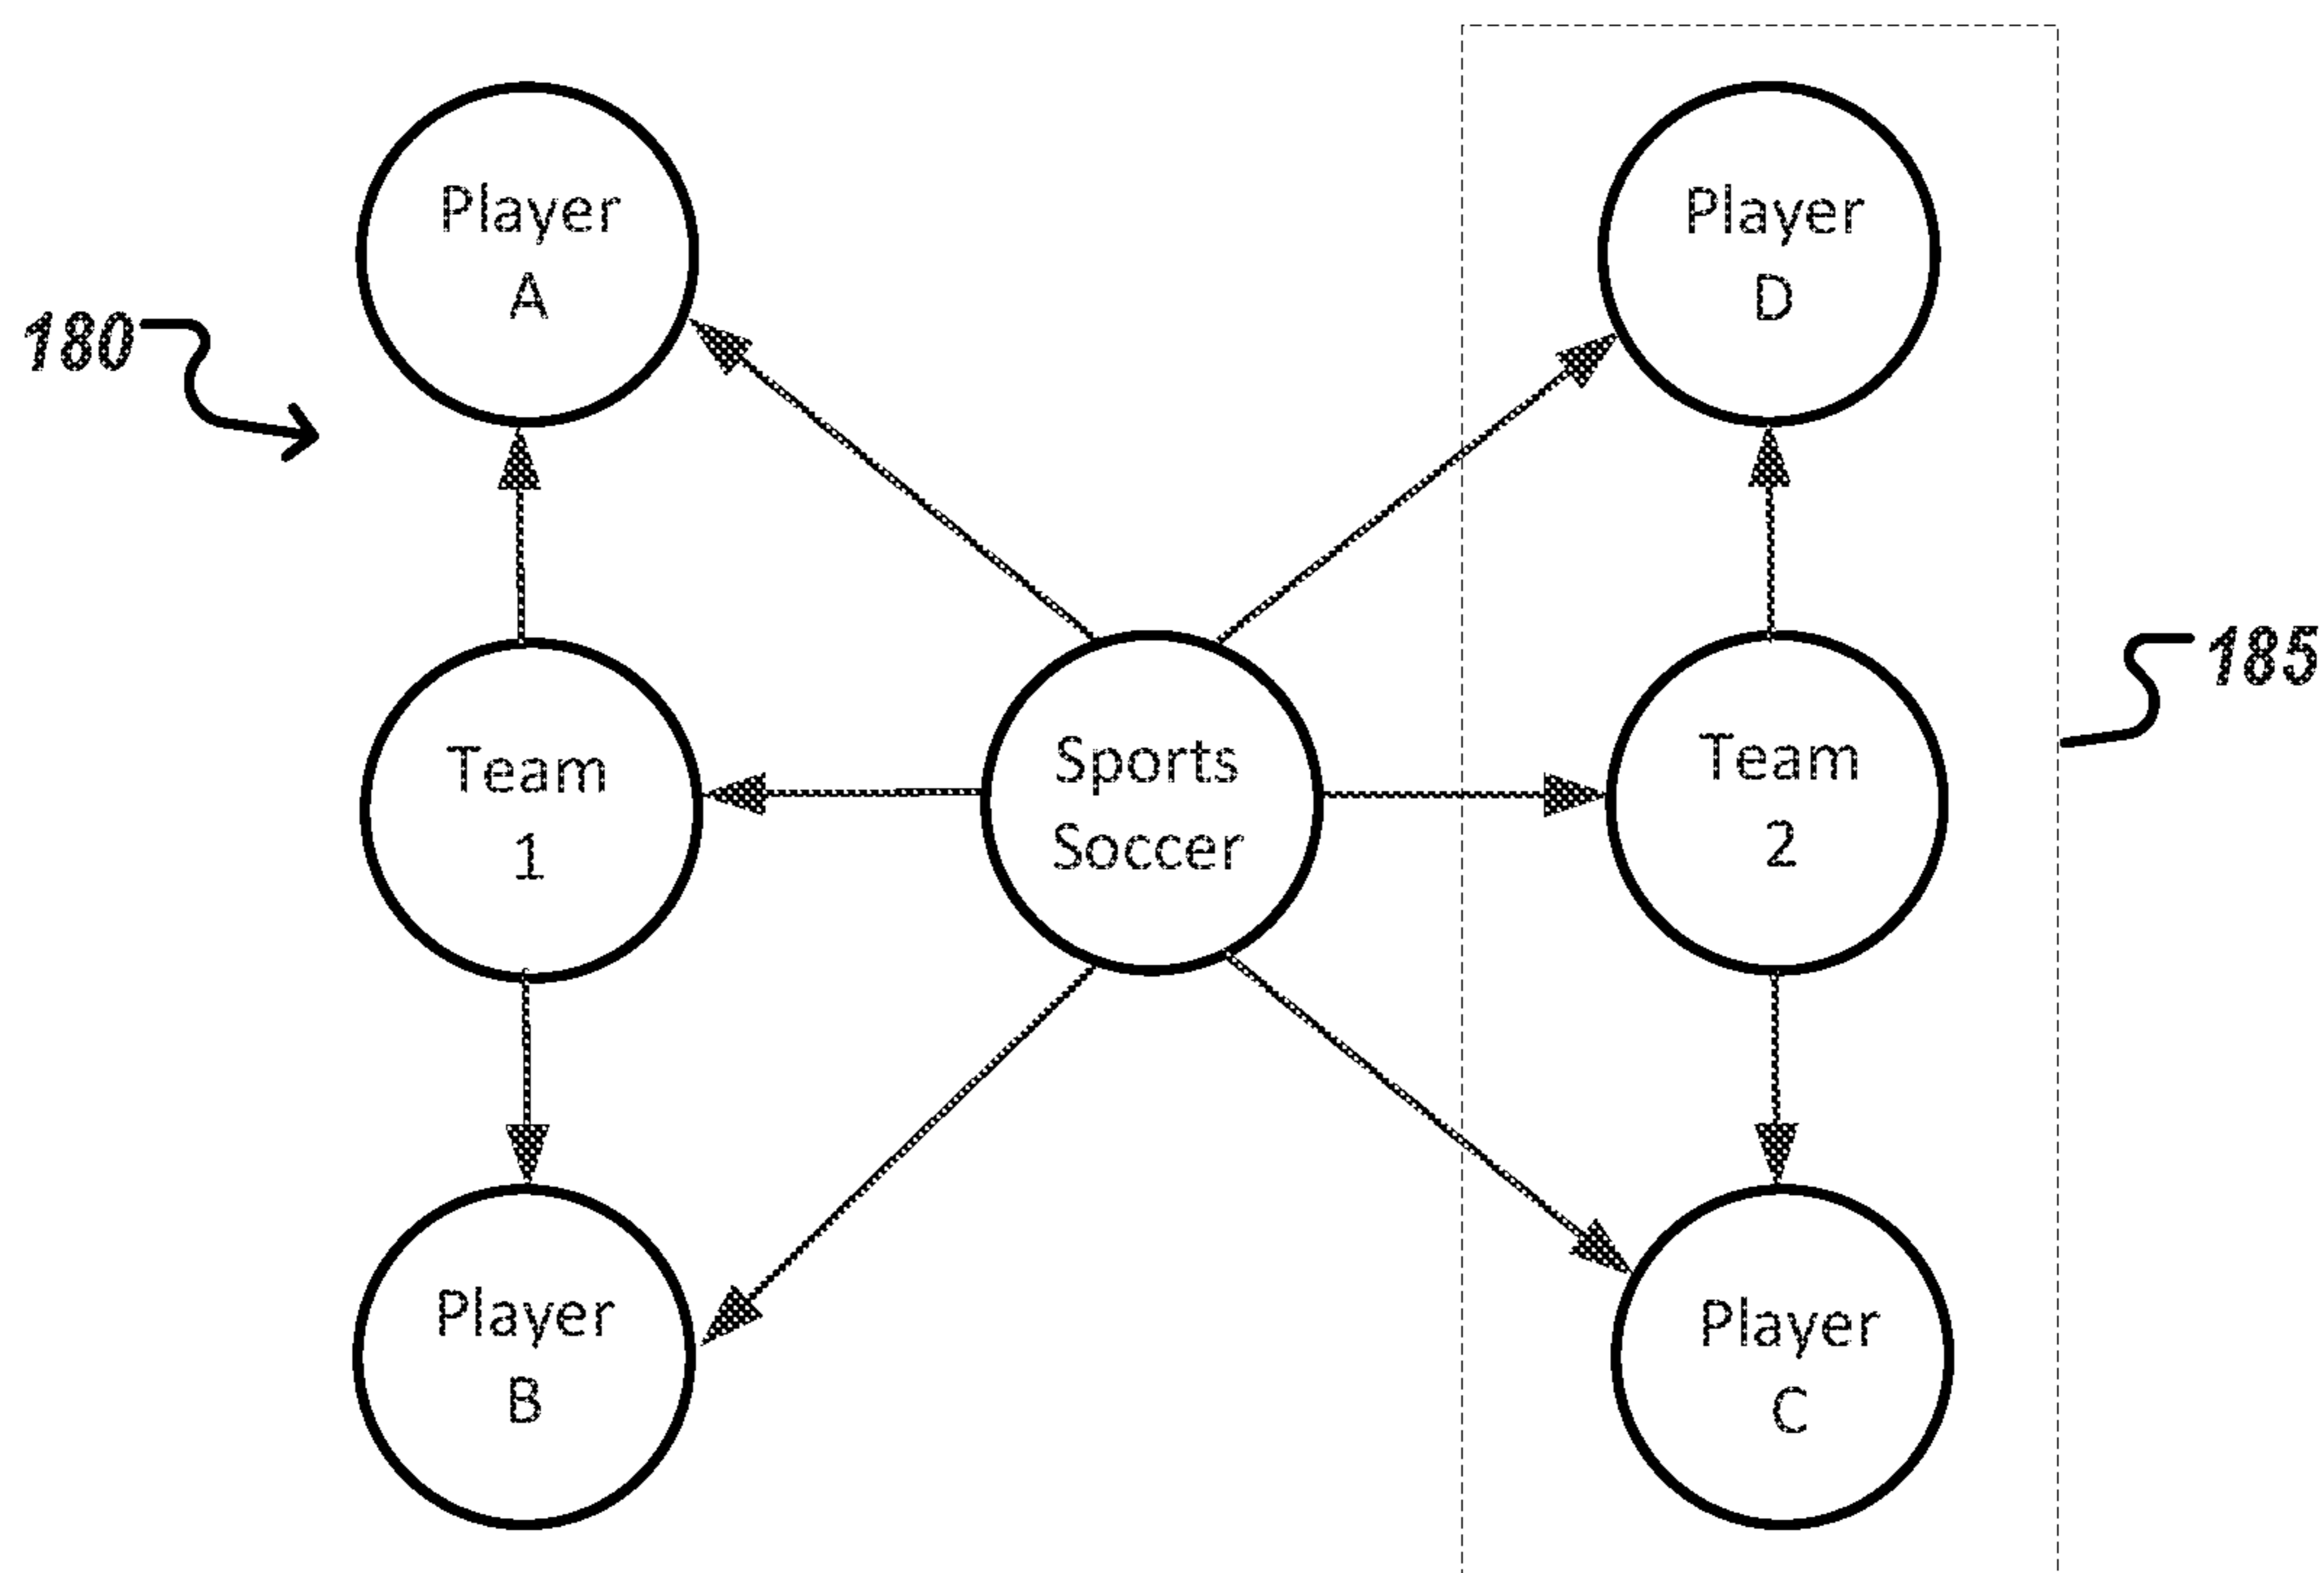 Player
A
Player
D
180
185
Team
1
Sports
Soccer
Team
2
Player
B
Player
C